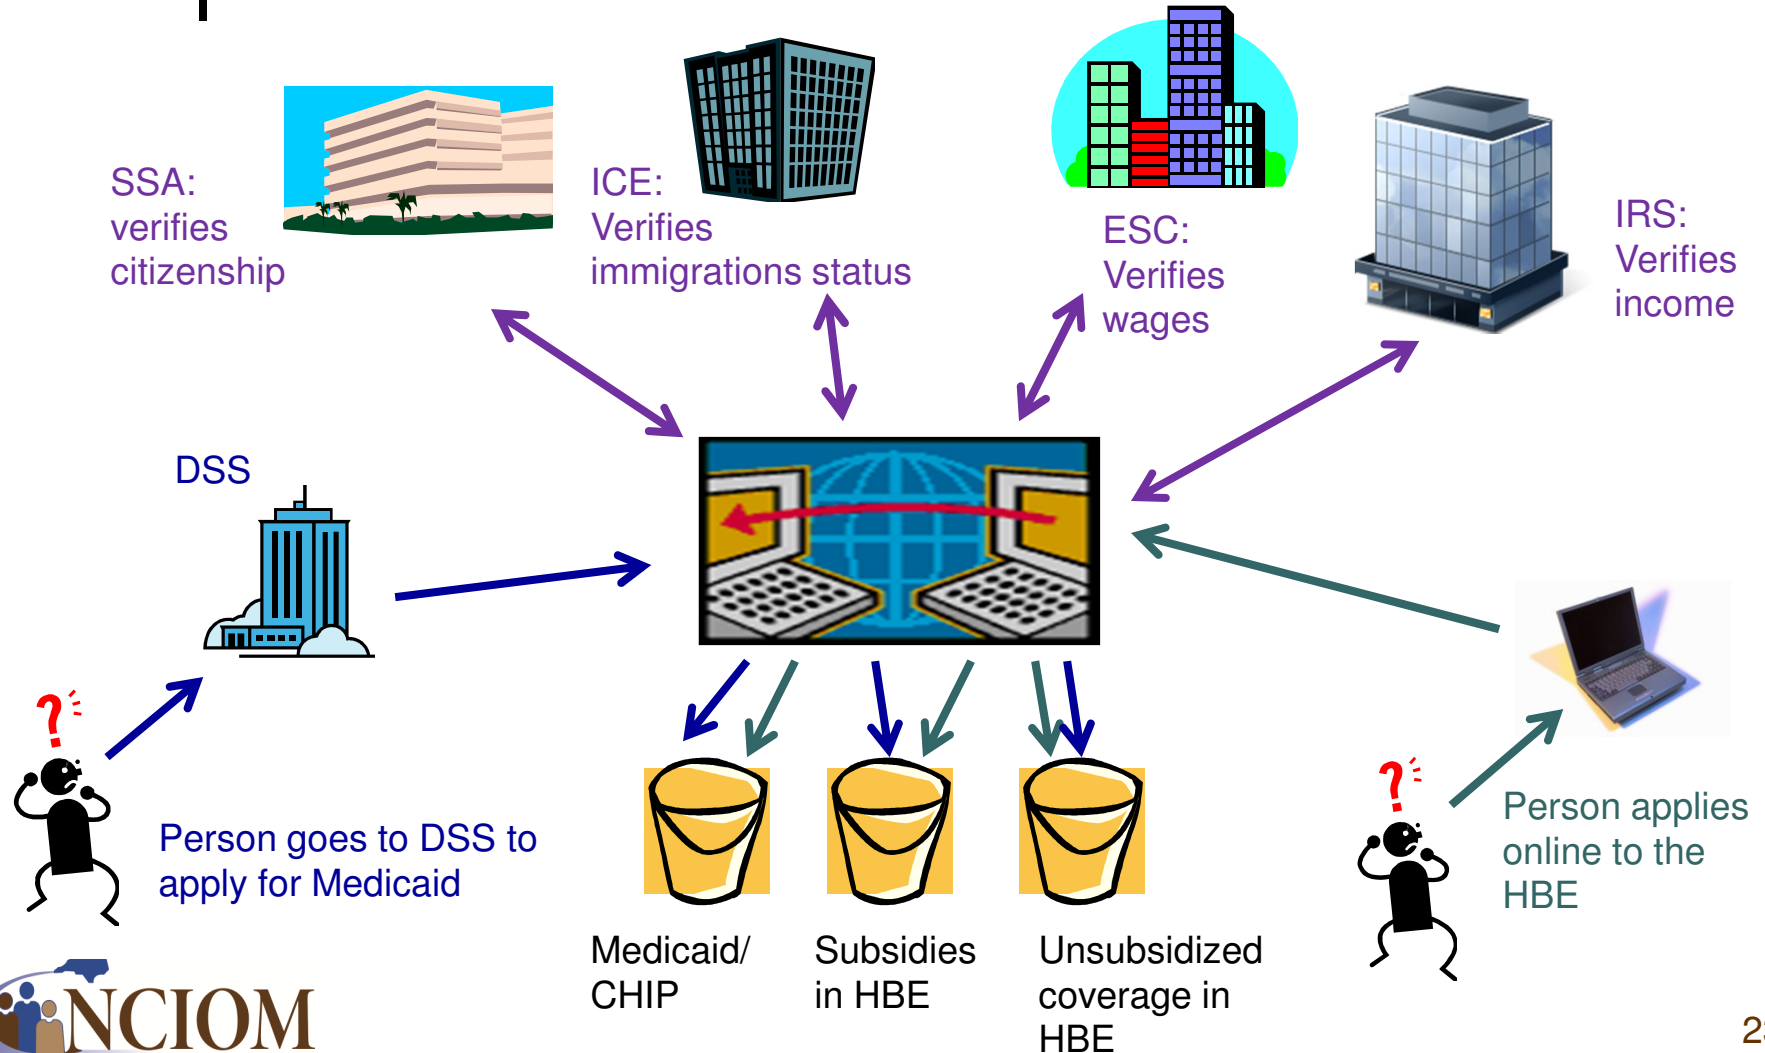 SSA:
verifies
citizenship
ICE:
Verifies
immigrations status
ESC:
Verifies
wages
IRS:
Verifies
income
DSS
?
?
Person goes to DSS to
apply for Medicaid
Person applies
online to the
HBE
Medicaid/
CHIP
Subsidies
in HBE
Unsubsidized
coverage in
HBE
NCIOM